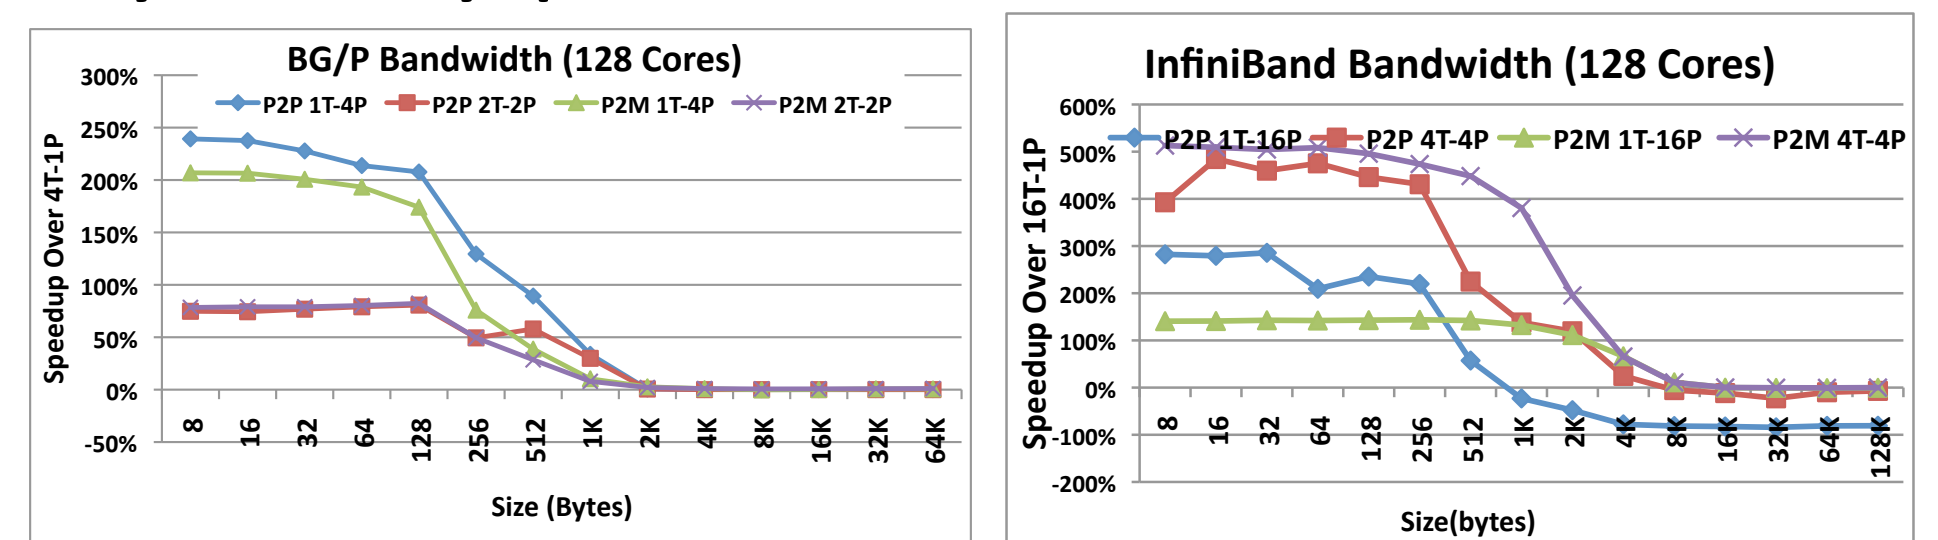 BG/P Bandwidth (128 Cores)
P2P 1T-4P P2P 2T-2P P2M 1T-4P P2M 2T-2P
Speedup Over 4T-1P
300%
250%
200%
150%
100%
50%
0%
-50%
8 16 32 64 128 256 512 1K 2K 4K 8K 16K 32K 64K
Size (Bytes)
InfiniBand Bandwidth (128 Cores)
P2P 1T-16P P2P 4T-4P P2M 1T-16P P2M 4T-4P
Speedup Over 16T-1P
600%
500%
400%
300%
200%
100%
0%
-100%
-200%
8 16 32 64 128 256 512 1K 2K 4K 8K 16K 32K 64K 128K
Size(bytes)